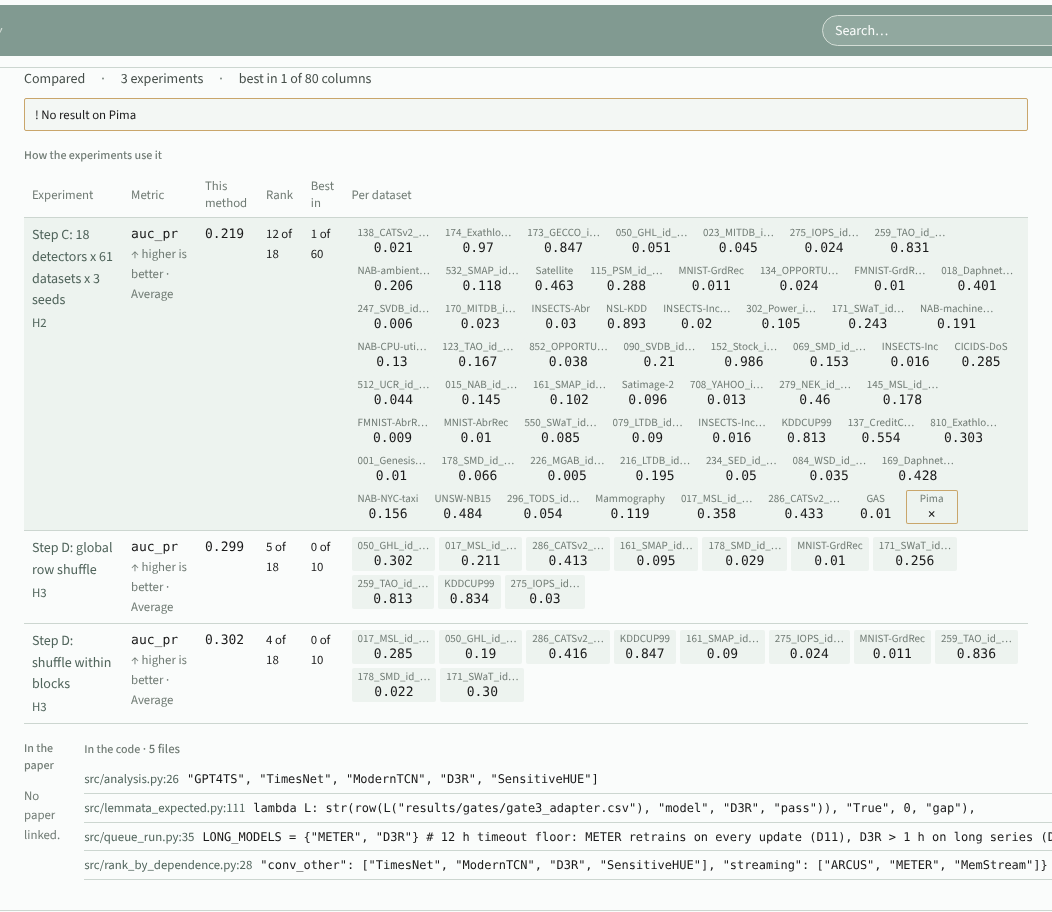 Search…
Compared · 3 experiments · best in 1 of 80 columns
! No result on Pima
How the experiments use it
Experiment Metric This method Rank Best in Per dataset
Step C: 18 detectors x 61 datasets x 3 seeds
H2
auc_pr
↑ higher is better · Average
0.219
12 of 18
1 of 60
138_CATSv2_… 174_Exathlo… 173_GECCO_i… 050_GHL_id_… 023_MITDB_i… 275_IOPS_id… 259_TAO_id_…
0.021 0.97 0.847 0.051 0.045 0.024 0.831
NAB-ambient… 532_SMAP_id… Satellite 115_PSM_id_… MNIST-GrdRec 134_OPPORTU… FMNIST-GrdR… 018_Daphnet…
0.206 0.118 0.463 0.288 0.011 0.024 0.01 0.401
247_SVDB_id… 170_MITDB_i… INSECTS-Abr NSL-KDD INSECTS-Inc… 302_Power_i… 171_SWaT_id… NAB-machine…
0.006 0.023 0.03 0.893 0.02 0.105 0.243 0.191
NAB-CPU-uti… 123_TAO_id_… 852_OPPORTU… 090_SVDB_id… 152_Stock_i… 069_SMD_id_… INSECTS-Inc CICIDS-DoS
0.13 0.167 0.038 0.21 0.986 0.153 0.016 0.285
512_UCR_id_… 015_NAB_id_… 161_SMAP_id… Satimage-2 708_YAHOO_i… 279_NEK_id_… 145_MSL_id_…
0.044 0.145 0.102 0.096 0.013 0.46 0.178
FMNIST-AbrR… MNIST-AbrRec 550_SWaT_id… 079_LTDB_id… INSECTS-Inc… KDDCUP99 137_CreditC… 810_Exathlo…
0.009 0.01 0.085 0.09 0.016 0.813 0.554 0.303
001_Genesis… 178_SMD_id_… 226_MGAB_id… 216_LTDB_id… 234_SED_id_… 084_WSD_id_… 169_Daphnet…
0.01 0.066 0.005 0.195 0.05 0.035 0.428
NAB-NYC-taxi UNSW-NB15 296_TODS_id… Mammography 017_MSL_id_… 286_CATSv2_… GAS Pima
0.156 0.484 0.054 0.119 0.358 0.433 0.01 ×
Step D: global row shuffle
H3
auc_pr
↑ higher is better · Average
0.299
5 of 18
0 of 10
050_GHL_id_… 017_MSL_id_… 286_CATSv2_… 161_SMAP_id… 178_SMD_id_… MNIST-GrdRec 171_SWaT_id…
0.302 0.211 0.413 0.095 0.029 0.01 0.256
259_TAO_id_… KDDCUP99 275_IOPS_id…
0.813 0.834 0.03
Step D: shuffle within blocks
H3
auc_pr
↑ higher is better · Average
0.302
4 of 18
0 of 10
017_MSL_id_… 050_GHL_id_… 286_CATSv2_… KDDCUP99 161_SMAP_id… 275_IOPS_id… MNIST-GrdRec 259_TAO_id_…
0.285 0.19 0.416 0.847 0.09 0.024 0.011 0.836
178_SMD_id_… 171_SWaT_id…
0.022 0.30
In the paper
No paper linked.
In the code · 5 files
src/analysis.py:26 "GPT4TS", "TimesNet", "ModernTCN", "D3R", "SensitiveHUE"]
src/lemmata_expected.py:111 lambda L: str(row(L("results/gates/gate3_adapter.csv"), "model", "D3R", "pass")), "True", 0, "gap"),
src/queue_run.py:35 LONG_MODELS = {"METER", "D3R"} # 12 h timeout floor: METER retrains on every update (D11), D3R > 1 h on long series (D
src/rank_by_dependence.py:28 "conv_other": ["TimesNet", "ModernTCN", "D3R", "SensitiveHUE"], "streaming": ["ARCUS", "METER", "MemStream"]}